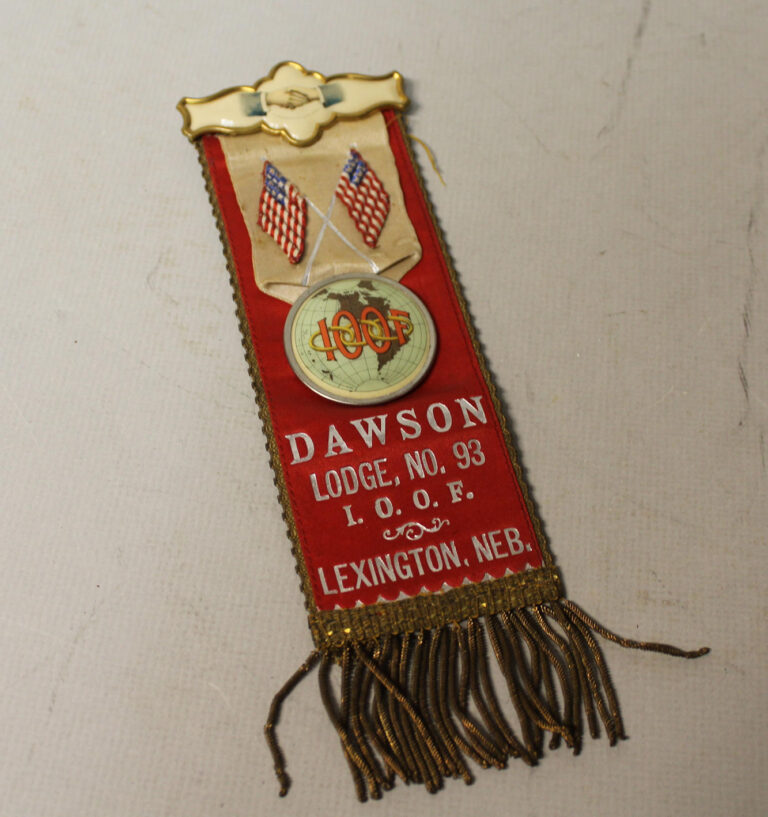 IOOF
DAWSON
LODGE, NO. 93
I. O. O. F.
LEXINGTON, NEB.